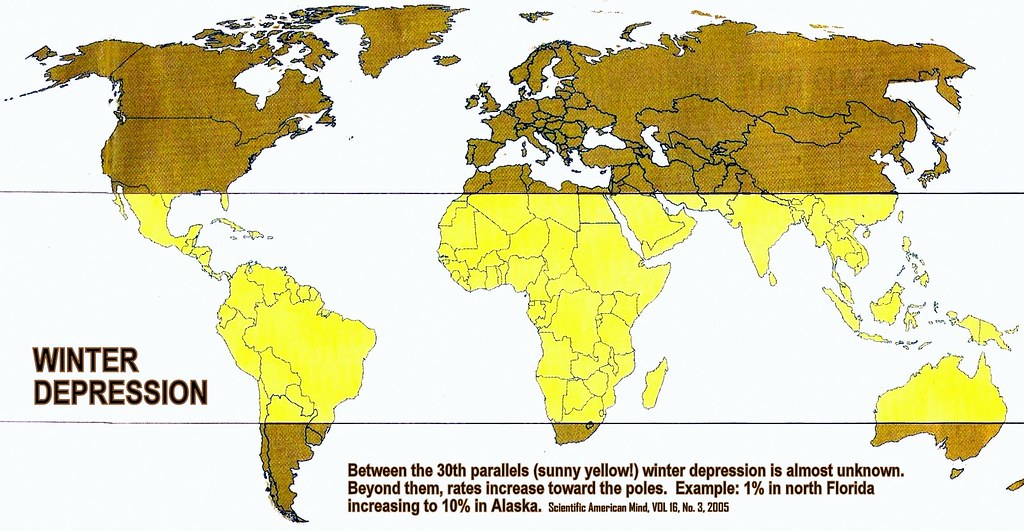 WINTER
DEPRESSION
Between the 30th parallels (sunny yellow!) winter depression is almost unknown.
Beyond them, rates increase toward the poles.  Example: 1% in north Florida
increasing to 10% in Alaska.  Scientific American Mind, VOL 16, No. 3, 2005